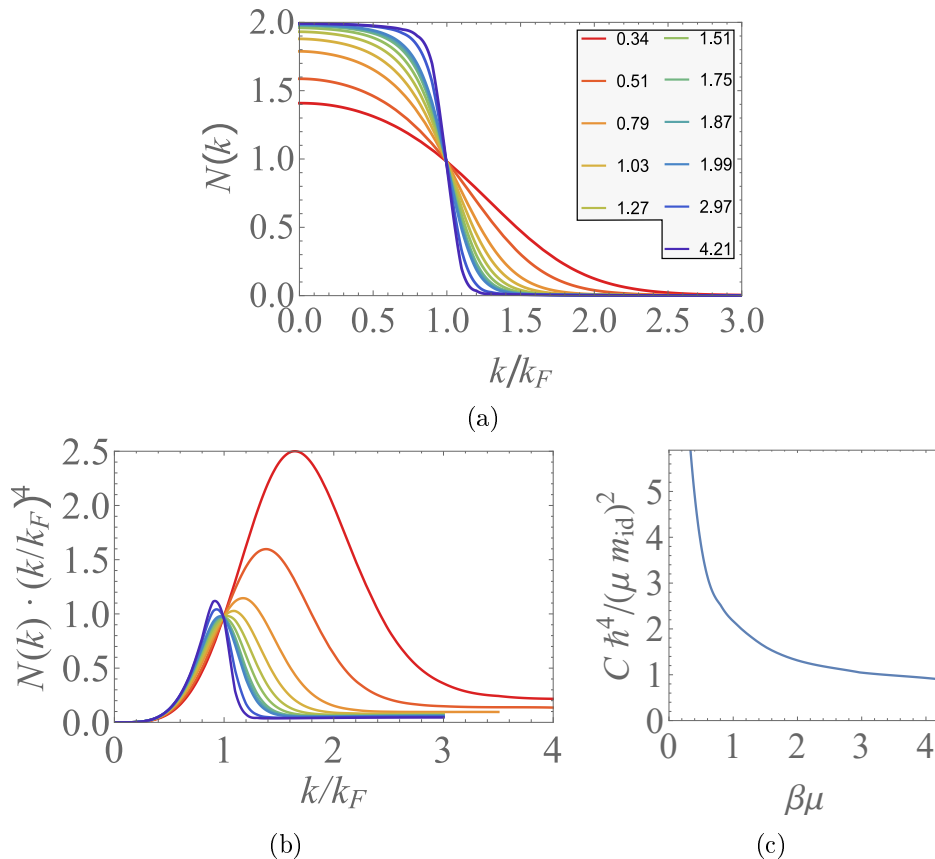 2.0
1.5
1.0
0.5
0.0
N(k)
0.34 1.51
0.51 1.75
0.79 1.87
1.03 1.99
1.27 2.97
4.21
0.0 0.5 1.0 1.5 2.0 2.5 3.0
k/k_F
(a)
2.5
2.0
1.5
1.0
0.5
0.0
N(k) · (k/k_F)^4
0 1 2 3 4
k/k_F
(b)
5
4
3
2
1
0
C ħ^4/(μ m_id)^2
0 1 2 3 4
βμ
(c)